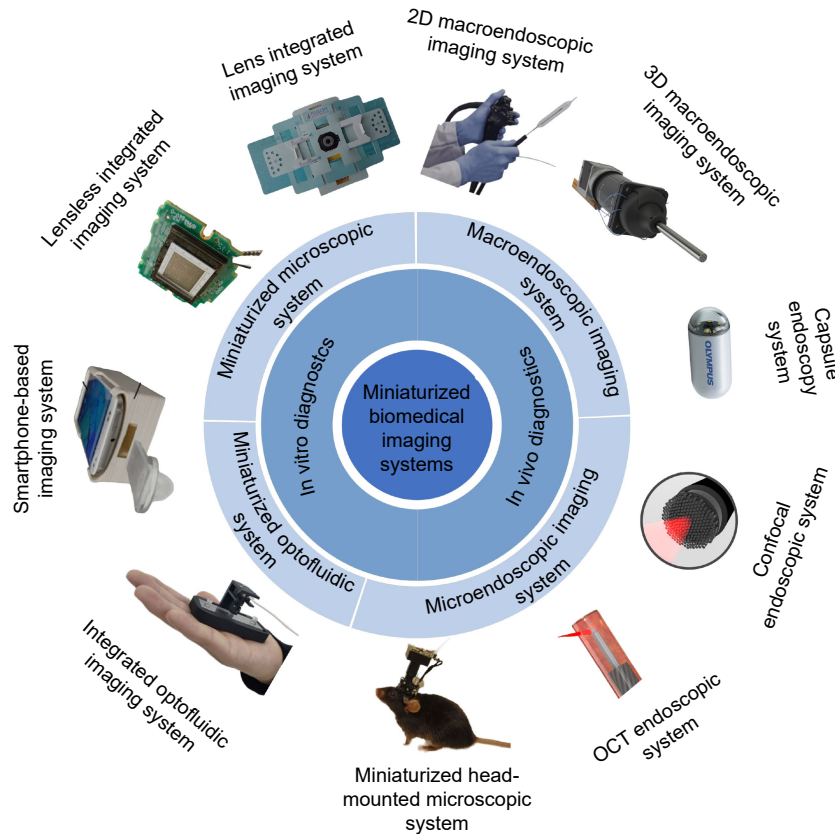 Lens integrated
imaging system
2D macroendoscopic
imaging system
3D macroendoscopic
imaging system
Lensless integrated
imaging system
Capsule
endoscopy
system
OLYMPUS
Smartphone-based
imaging system
Confocal
endoscopic system
Integrated optofluidic
imaging system
OCT endoscopic
system
Miniaturized head-
mounted microscopic
system
Miniaturized microscopic
system
Macroendoscopic imaging
system
Miniaturized optofluidic
system
Microendoscopic imaging
system
In vitro diagnostcs
In vivo diagnostics
Miniaturized
biomedical
imaging
systems